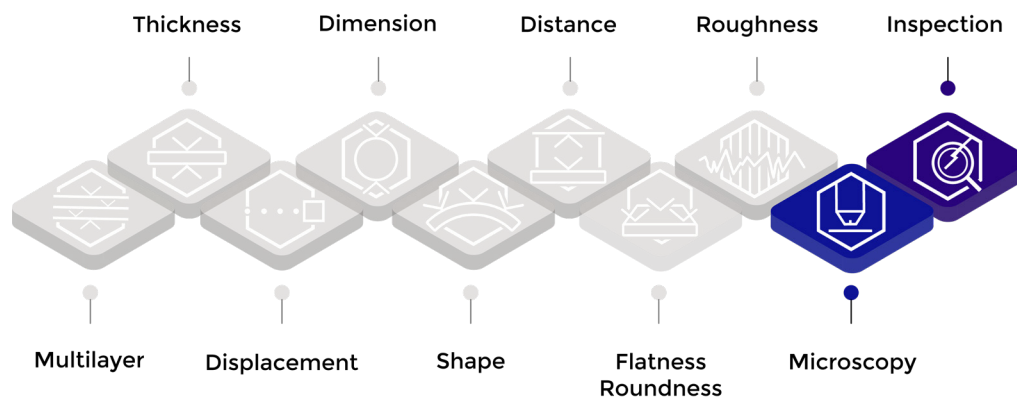 Thickness
Dimension
Distance
Roughness
Inspection
Multilayer
Displacement
Shape
Flatness
Roundness
Microscopy